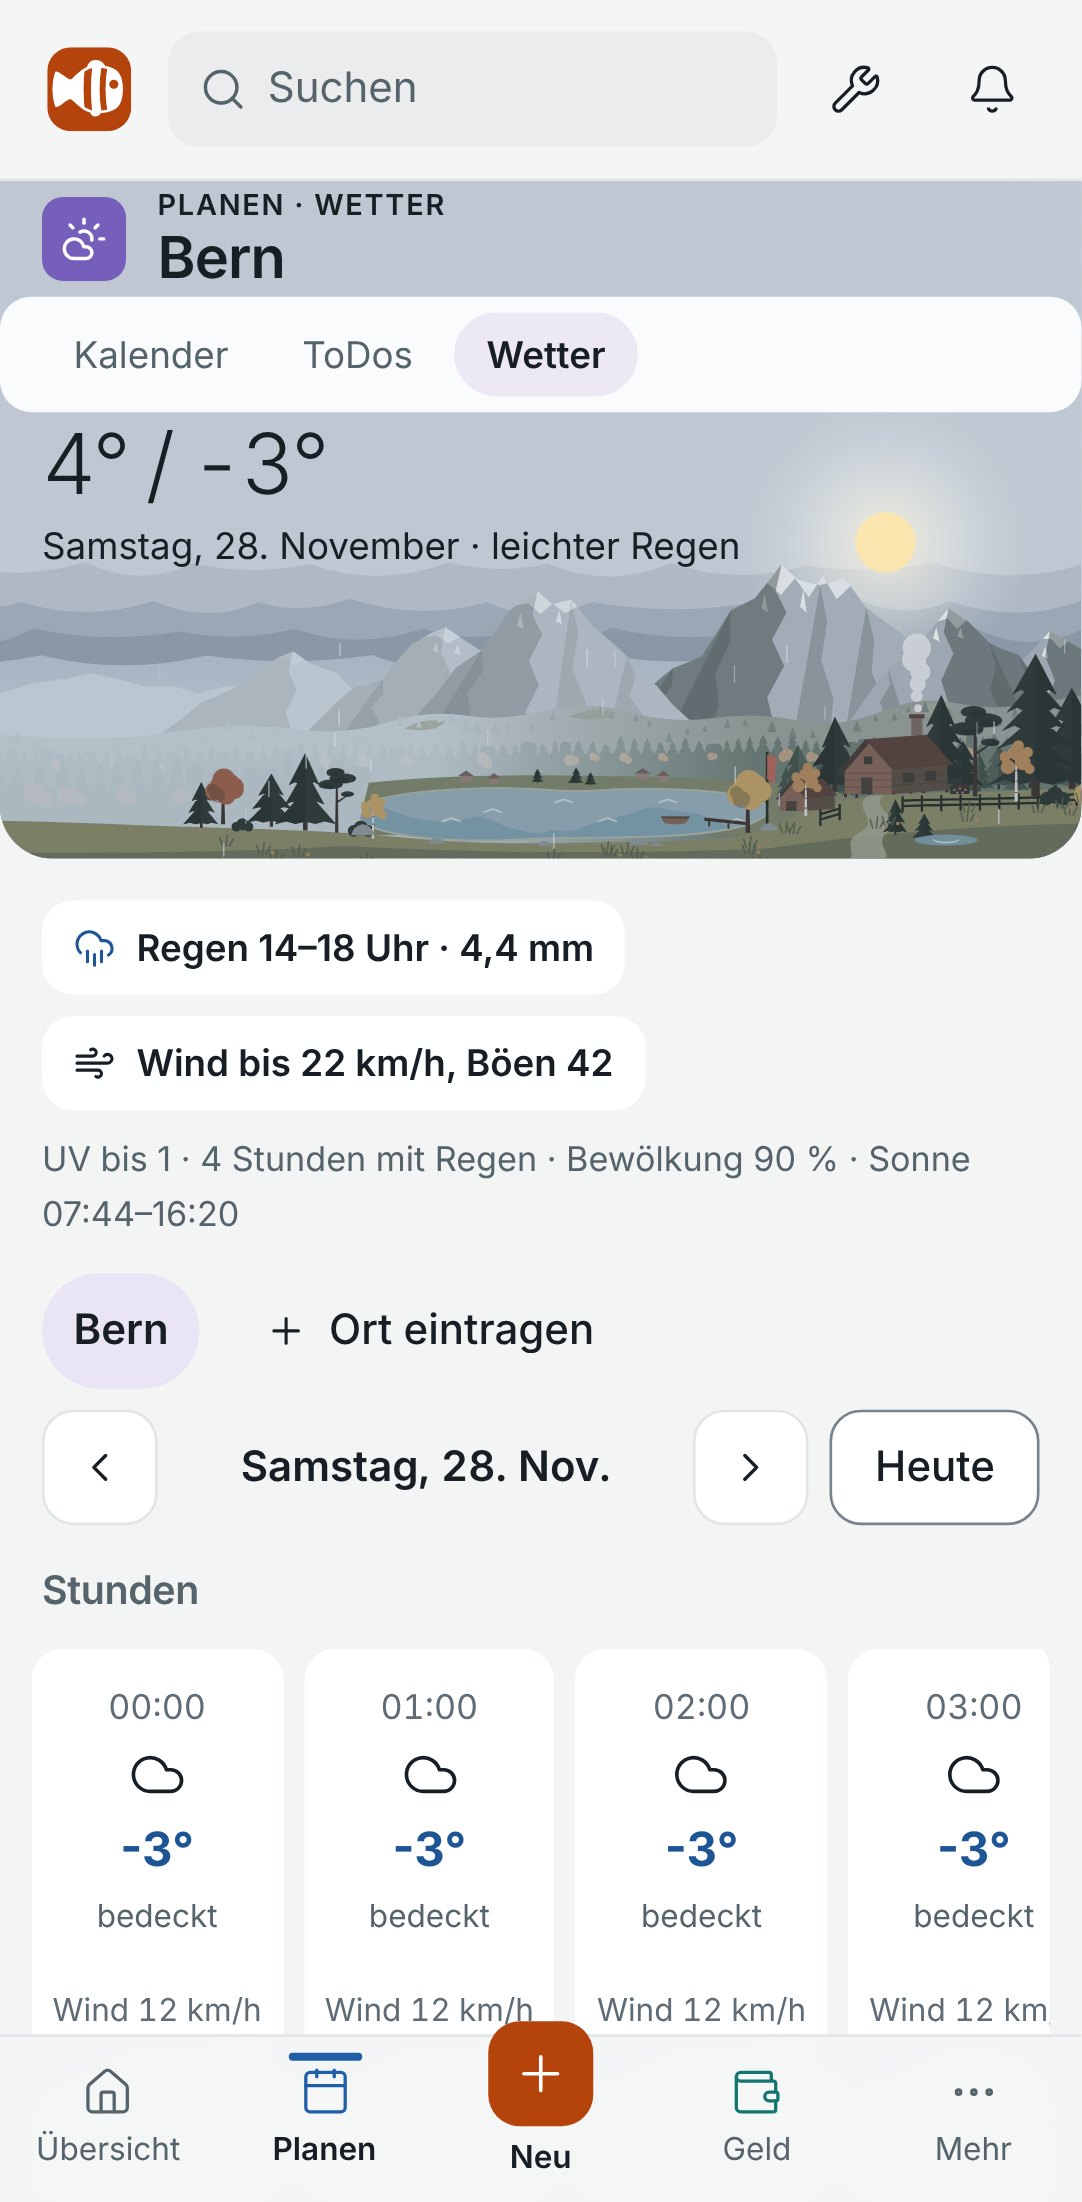 Suchen
PLANEN · WETTER
Bern
Kalender ToDos Wetter
4° / -3°
Samstag, 28. November · leichter Regen
Regen 14–18 Uhr · 4,4 mm
Wind bis 22 km/h, Böen 42
UV bis 1 · 4 Stunden mit Regen · Bewölkung 90 % · Sonne
07:44–16:20
Bern + Ort eintragen
Samstag, 28. Nov. Heute
Stunden
00:00 01:00 02:00 03:00
-3° -3° -3° -3°
bedeckt bedeckt bedeckt bedeckt
Wind 12 km/h Wind 12 km/h Wind 12 km/h Wind 12 km/
Übersicht Planen Neu Geld Mehr